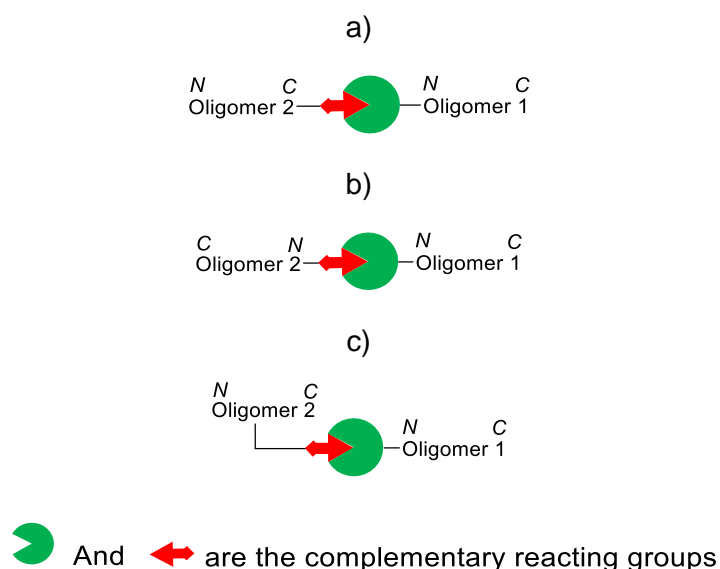 a)
N C N C
Oligomer 2 Oligomer 1
b)
C N N C
Oligomer 2 Oligomer 1
c)
N C
Oligomer 2
N C
Oligomer 1
And are the complementary reacting groups